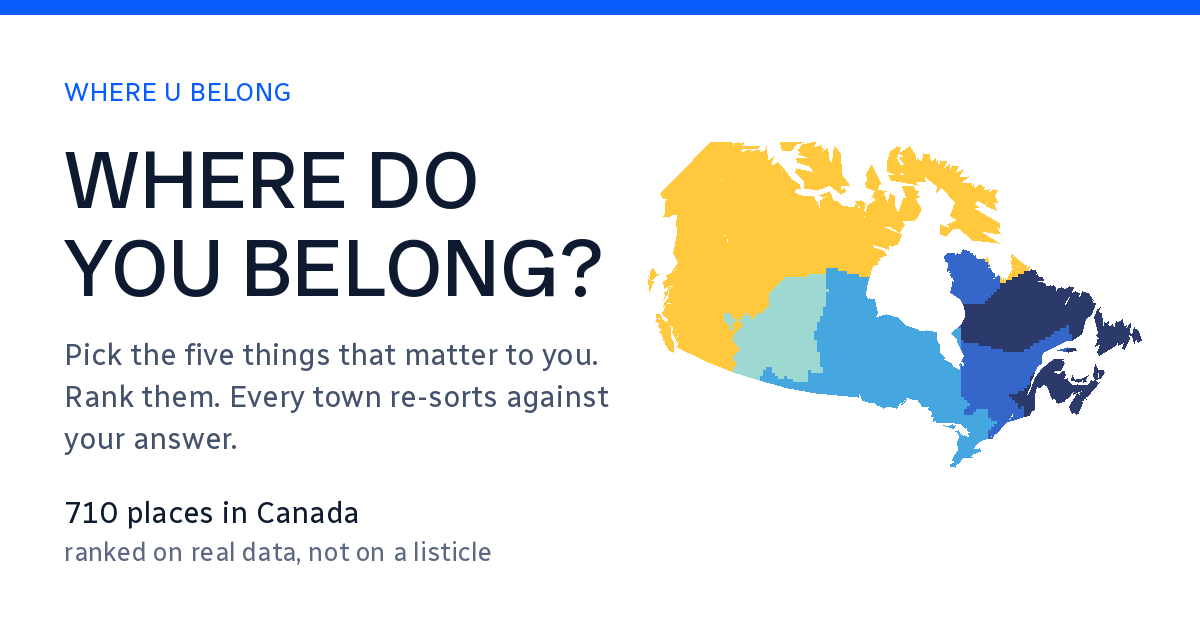 WHERE U BELONG
WHERE DO
YOU BELONG?
Pick the five things that matter to you.
Rank them. Every town re-sorts against
your answer.
710 places in Canada
ranked on real data, not on a listicle